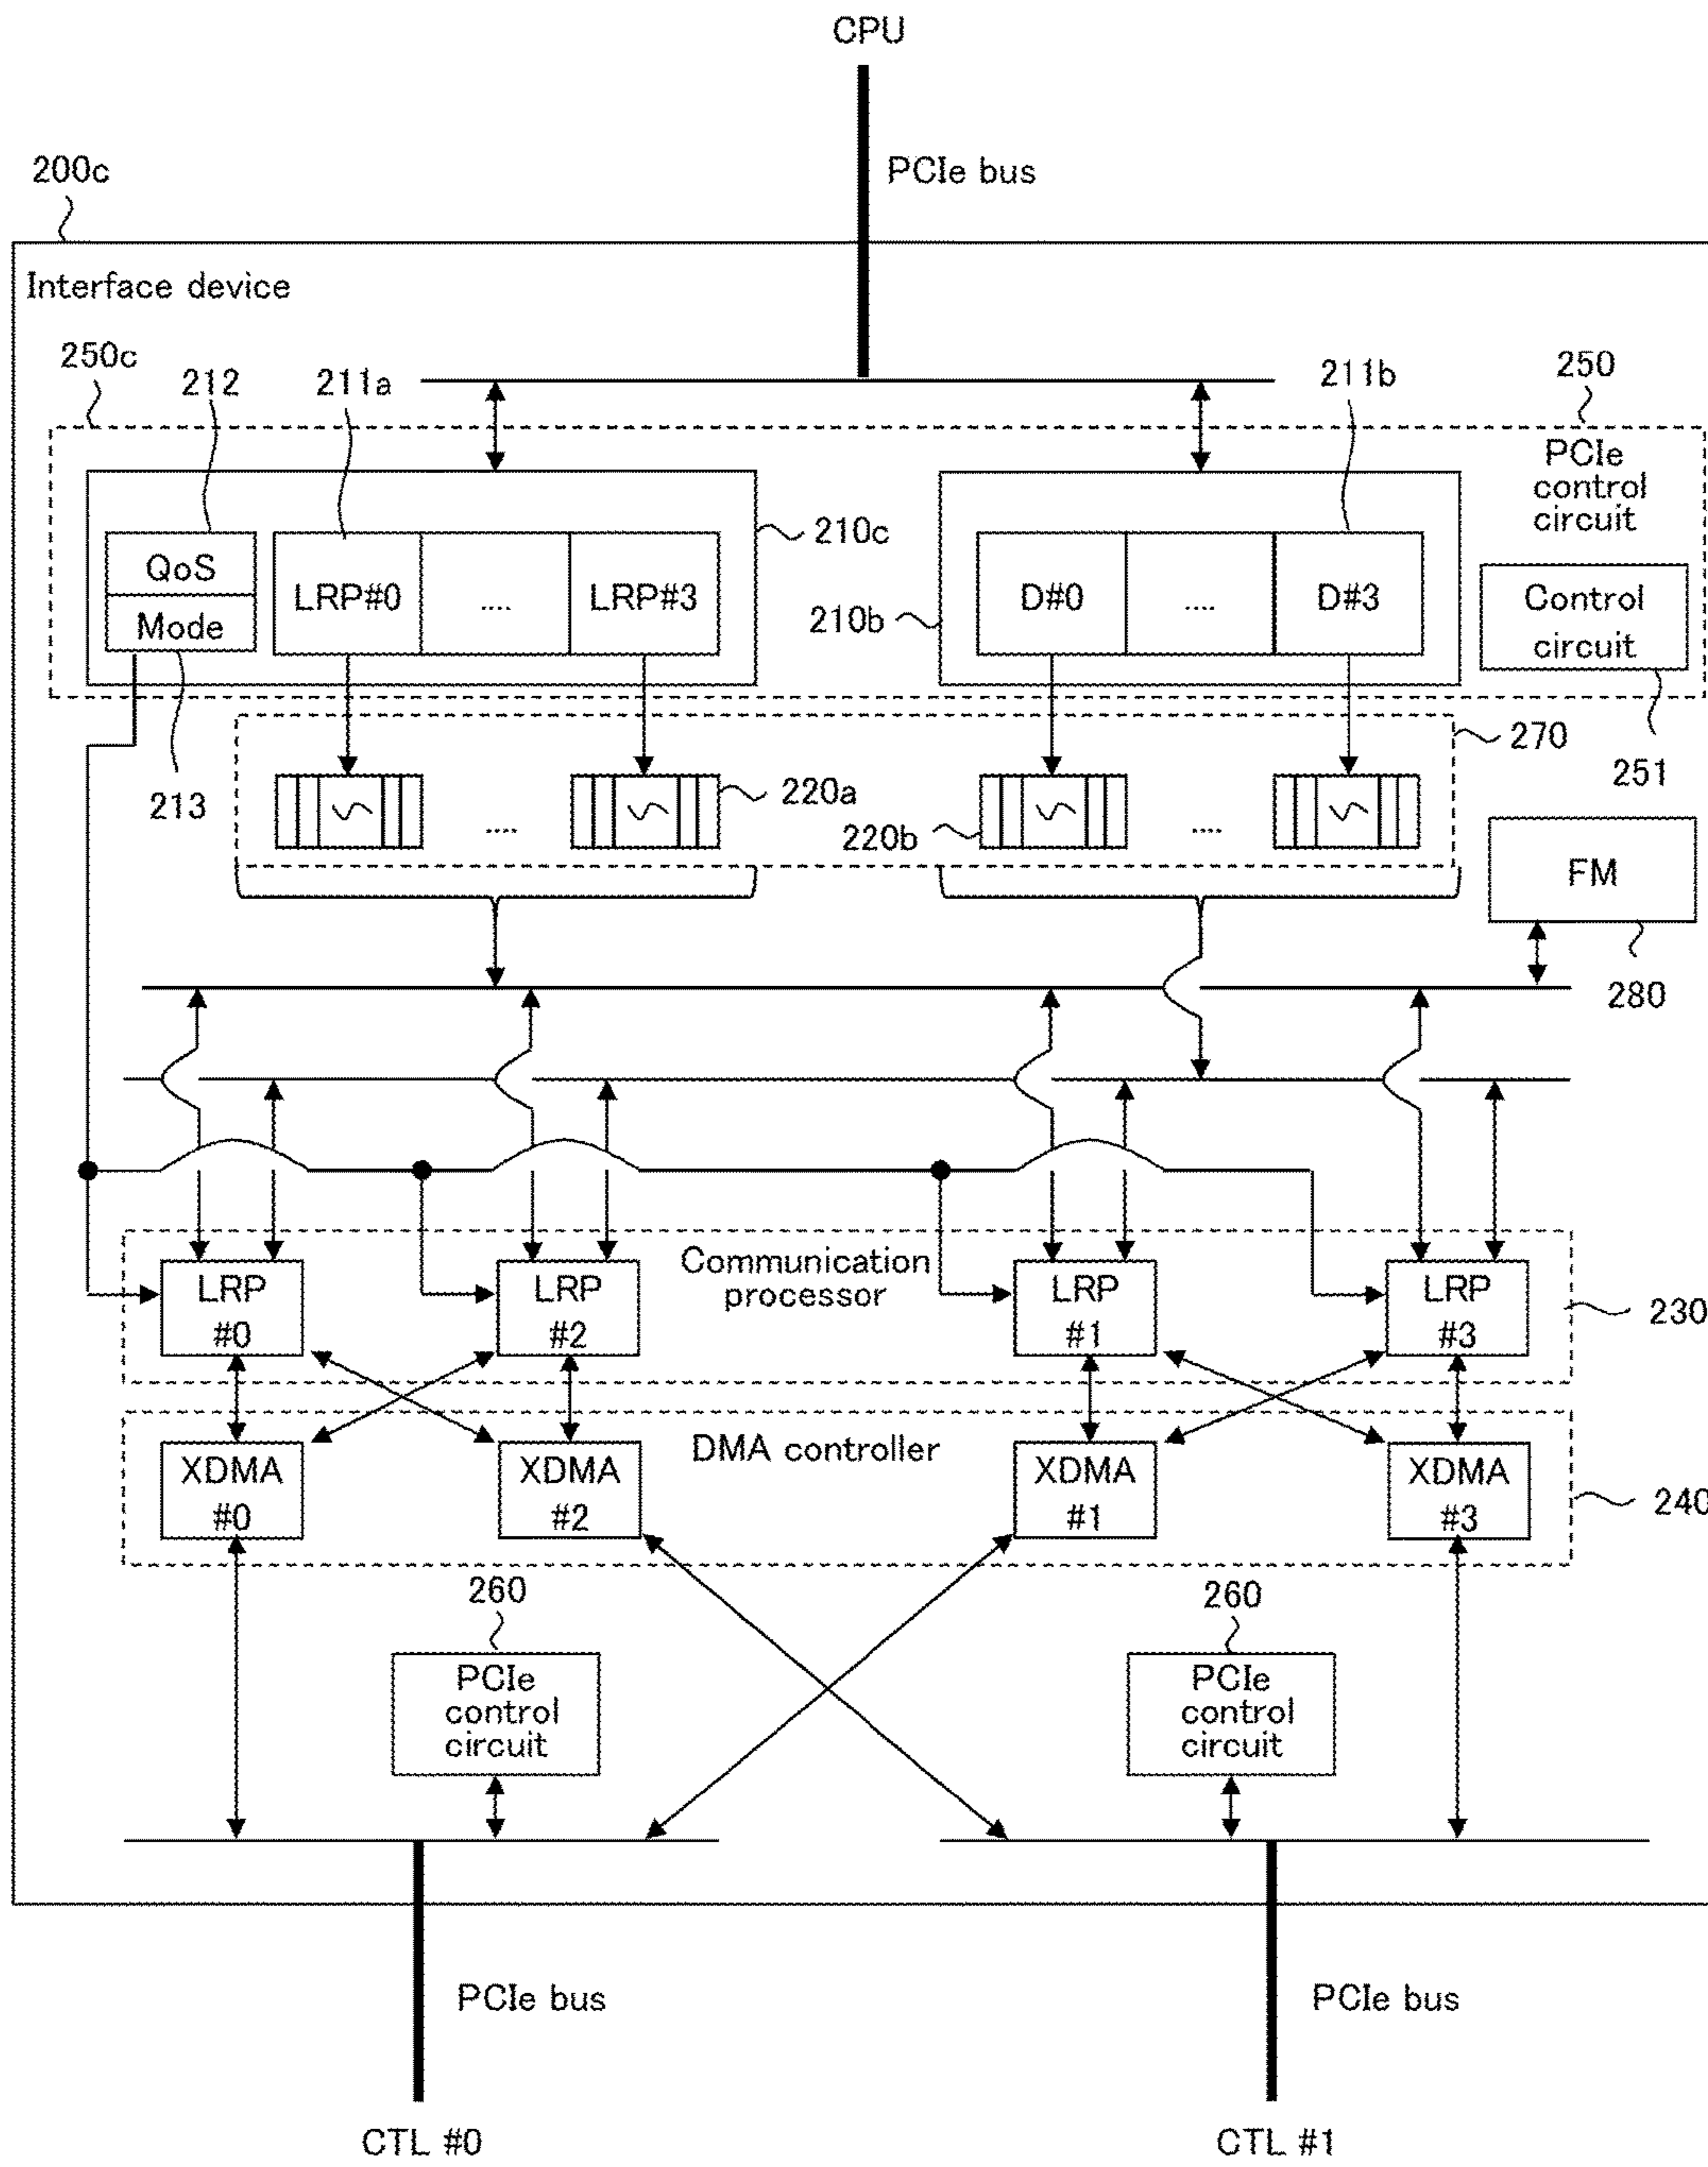 CPU
PCIe bus
200c
Interface device
250c
212
211a
211b
250
PCIe
control
circuit
210c
210b
QoS
Mode
LRP#0
....
LRP#3
D#0
....
D#3
Control
circuit
213
220a
220b
270
251
....
....
FM
280
Communication
processor
LRP
#0
LRP
#2
LRP
#1
LRP
#3
230
DMA controller
XDMA
#0
XDMA
#2
XDMA
#1
XDMA
#3
240
260
260
PCIe
control
circuit
PCIe
control
circuit
PCIe bus
PCIe bus
CTL #0
CTL #1